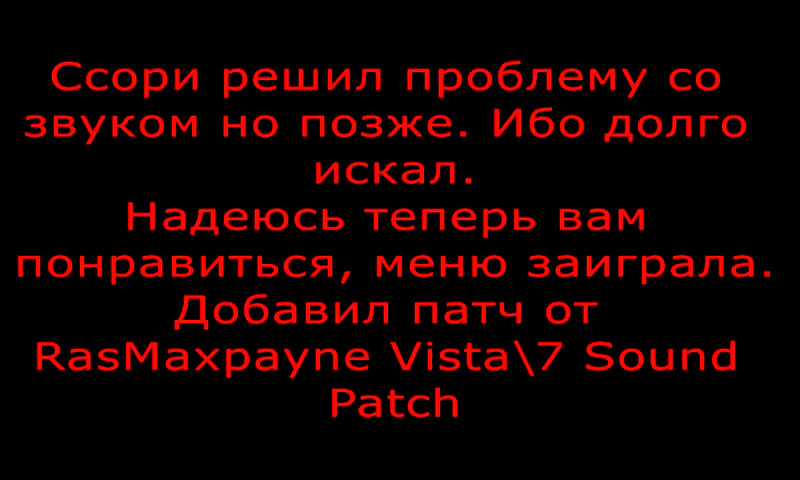 Ссори решил проблему со
звуком но позже. Ибо долго
искал.
Надеюсь теперь вам
понравиться, меню заиграла.
Добавил патч от
RasMaxpayne Vista\7 Sound
Patch